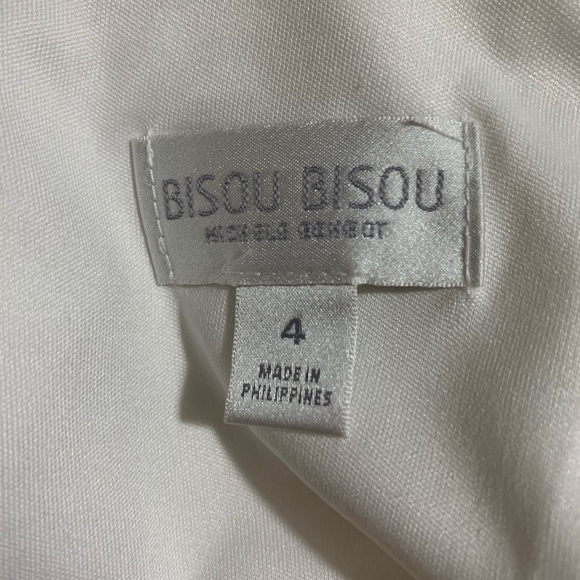 BISOU BISOU
MICHELE BOHBOT
4
MADE IN
PHILIPPINES